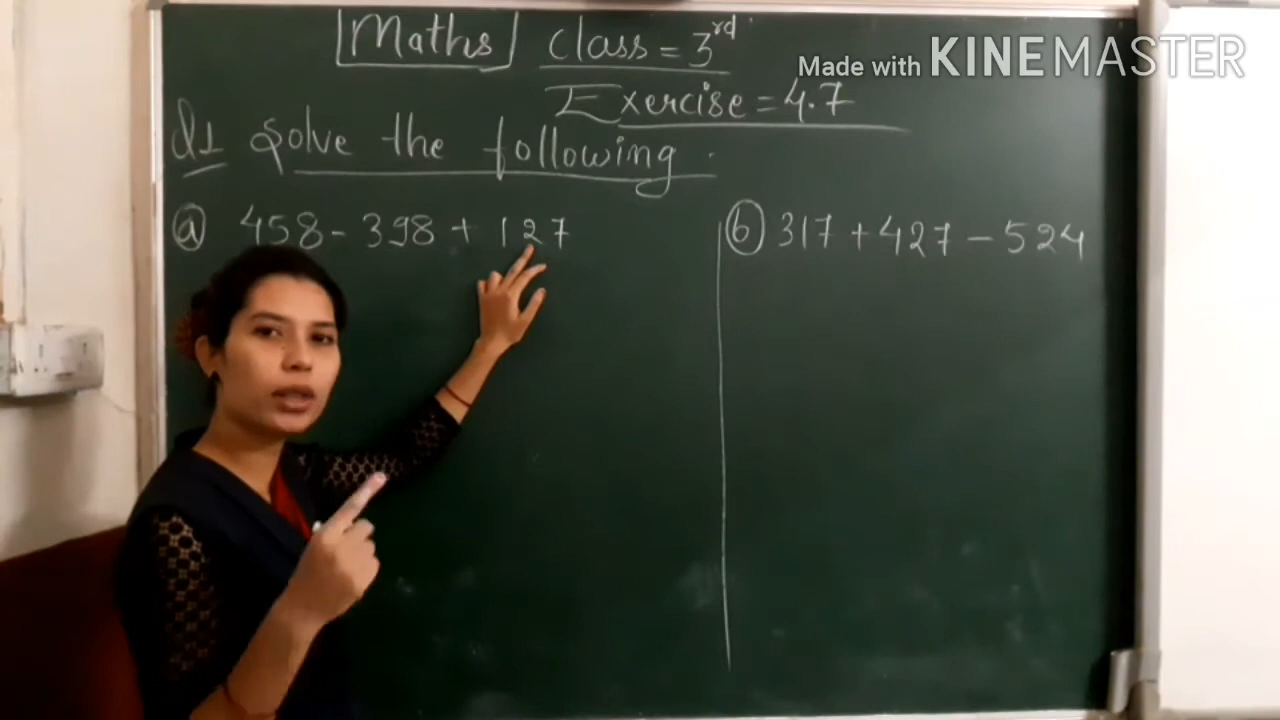 Maths Class = 3rd
Made with KINEMASTER
Exercise = 4.7
Q1 Solve the following.
(a) 458 - 398 + 127
(b) 317 + 427 - 524